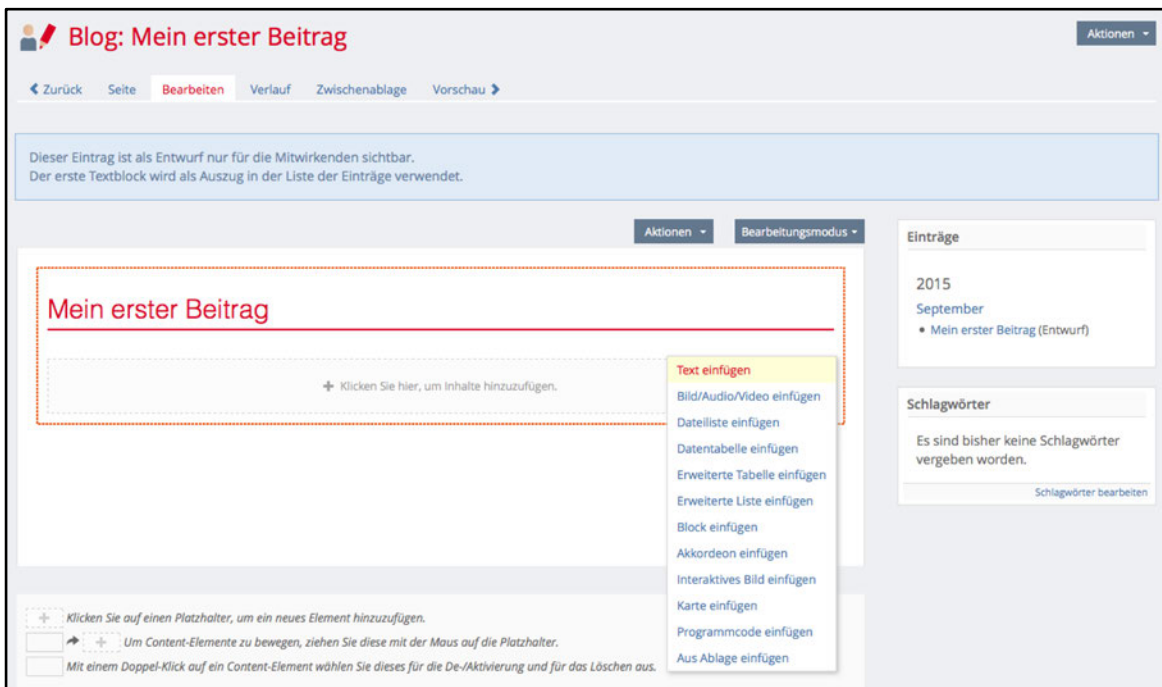 Blog: Mein erster Beitrag
Aktionen
Zurück Seite Bearbeiten Verlauf Zwischenablage Vorschau
Dieser Eintrag ist als Entwurf nur für die Mitwirkenden sichtbar.
Der erste Textblock wird als Auszug in der Liste der Einträge verwendet.
Aktionen Bearbeitungsmodus
Mein erster Beitrag
+ Klicken Sie hier, um Inhalte hinzuzufügen.
Text einfügen
Bild/Audio/Video einfügen
Dateiliste einfügen
Datentabelle einfügen
Erweiterte Tabelle einfügen
Erweiterte Liste einfügen
Block einfügen
Akkordeon einfügen
Interaktives Bild einfügen
Karte einfügen
Programmcode einfügen
Aus Ablage einfügen
Klicken Sie auf einen Platzhalter, um ein neues Element hinzuzufügen.
Um Content-Elemente zu bewegen, ziehen Sie diese mit der Maus auf die Platzhalter.
Mit einem Doppel-Klick auf ein Content-Element wählen Sie dieses für die De-/Aktivierung und für das Löschen aus.
Einträge
2015
September
• Mein erster Beitrag (Entwurf)
Schlagwörter
Es sind bisher keine Schlagwörter
vergeben worden.
Schlagwörter bearbeiten